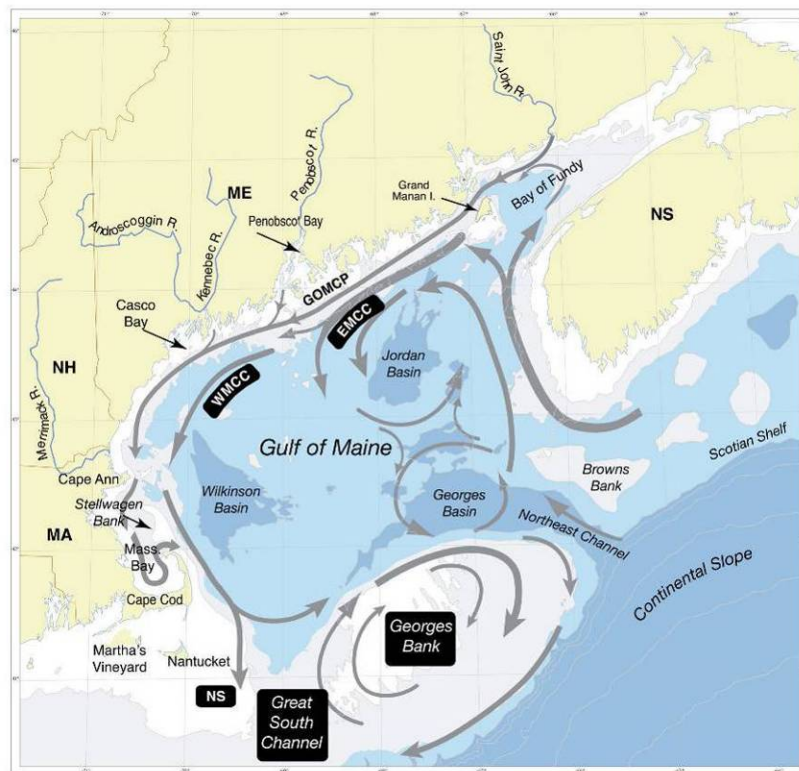 Saint John R.
Bay of Fundy
Grand
Manan I.
NS
ME
Penobscot R.
Penobscot Bay
Androscoggin R.
Kennebec R.
GOMCP
EMCC
Casco
Bay
Jordan
Basin
WMCC
NH
Merrimack R.
Gulf of Maine
Scotian Shelf
Browns
Bank
Cape Ann
Wilkinson
Basin
Georges
Basin
Stellwagen
Bank
Northeast Channel
MA
Mass.
Bay
Continental Slope
Cape Cod
Georges
Bank
Martha's
Vineyard
Nantucket
NS
Great
South
Channel